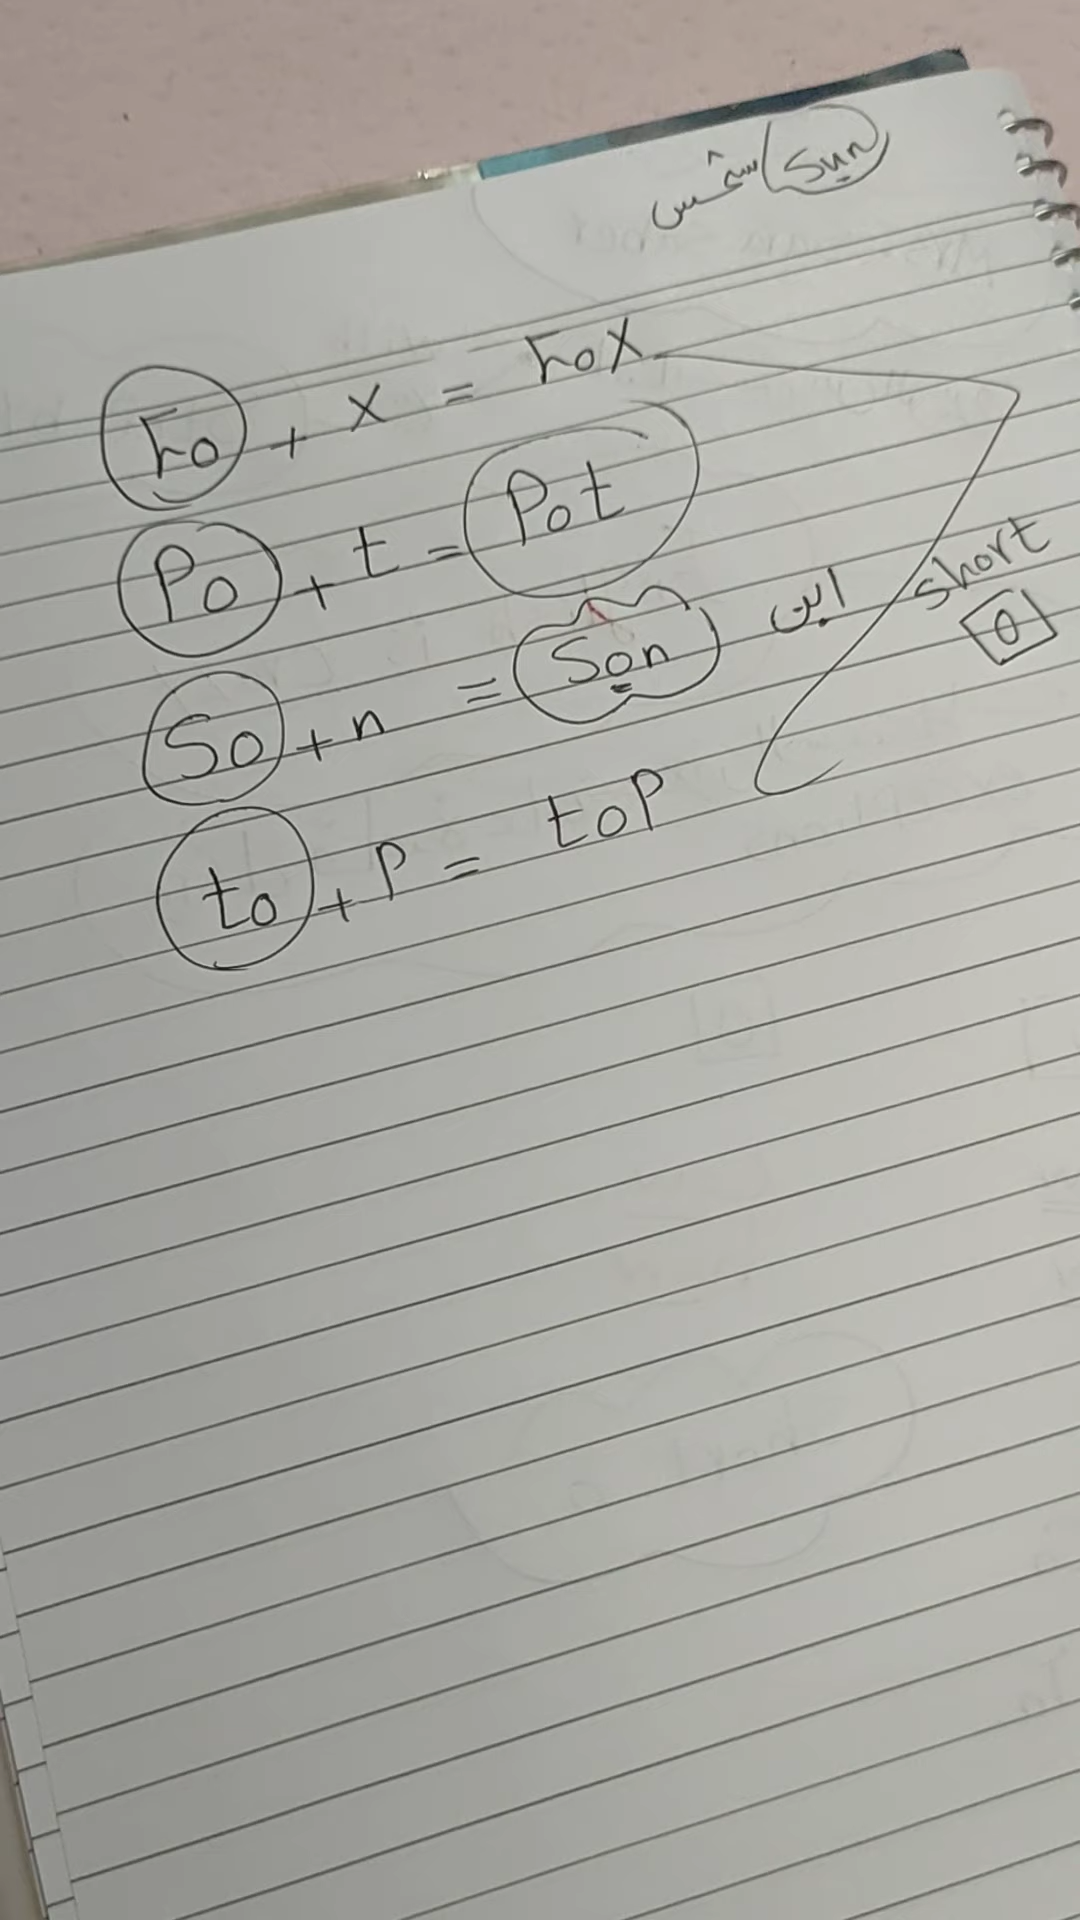 شمس (sun)
fo + x = fox
Po + t = Pot
So + n = Son ابن short
o
to + P = toP